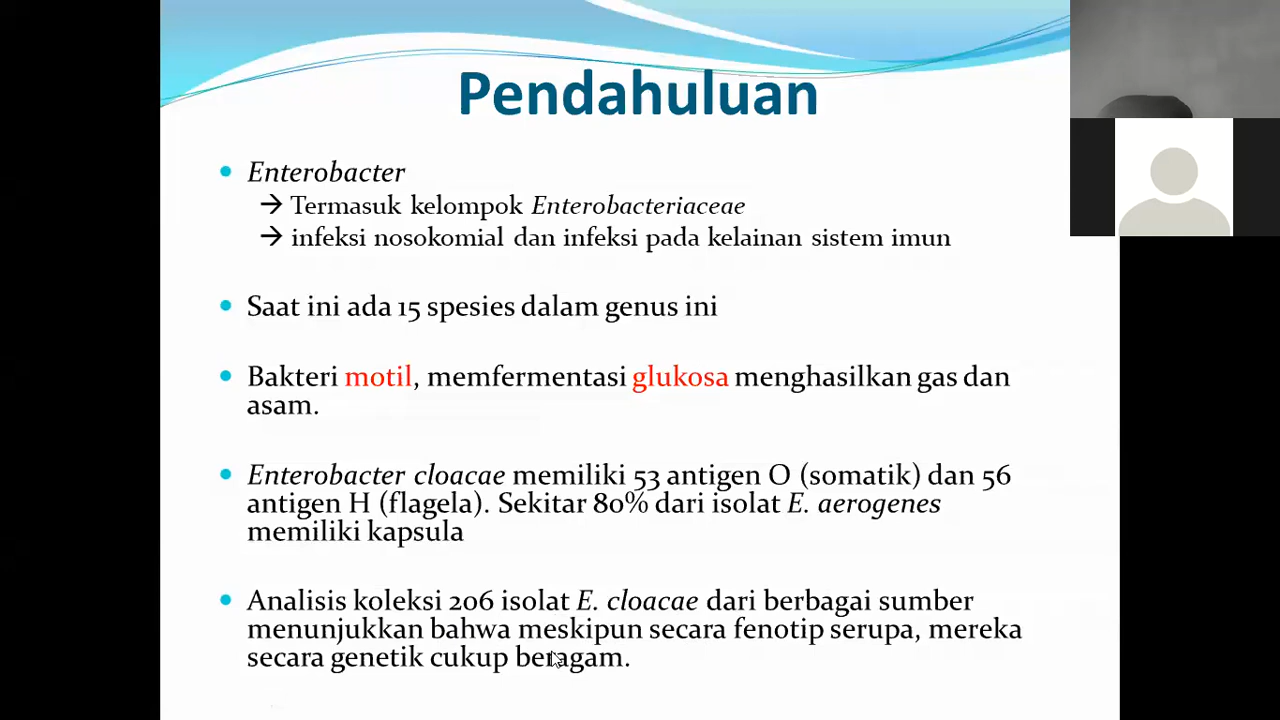 Pendahuluan
• Enterobacter
→ Termasuk kelompok Enterobacteriaceae
→ infeksi nosokomial dan infeksi pada kelainan sistem imun
• Saat ini ada 15 spesies dalam genus ini
• Bakteri motil, memfermentasi glukosa menghasilkan gas dan
asam.
• Enterobacter cloacae memiliki 53 antigen O (somatik) dan 56
antigen H (flagela). Sekitar 80% dari isolat E. aerogenes
memiliki kapsula
• Analisis koleksi 206 isolat E. cloacae dari berbagai sumber
menunjukkan bahwa meskipun secara fenotip serupa, mereka
secara genetik cukup beragam.